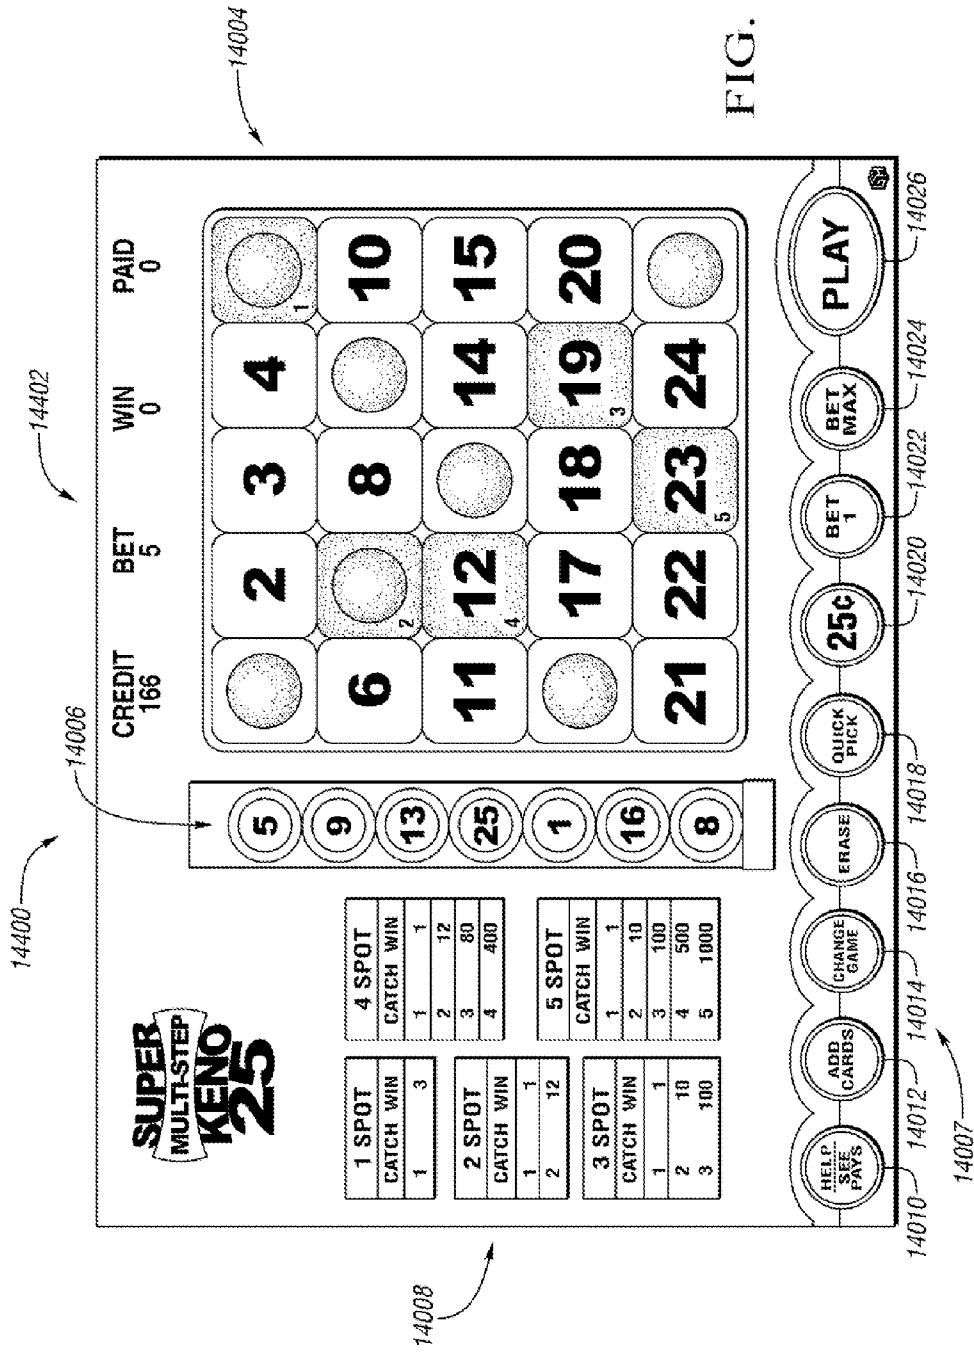 14400
14402
14004
14006
SUPER
MULTI-STEP
KENO
25
CREDIT BET WIN PAID
166 5 0 0
1 SPOT
CATCH WIN
1 3
2 SPOT
CATCH WIN
1 1
2 12
3 SPOT
CATCH WIN
1 1
2 10
3 100
4 SPOT
CATCH WIN
1 1
2 12
3 80
4 400
5 SPOT
CATCH WIN
1 1
2 10
3 100
4 500
5 1000
5
9
13
25
1
16
8
2 3 4 1
6 2 8 10
11 12 4 14 15
17 18 19 3 20
21 22 23 5 24
HELP
SEE
PAYS
ADD
CARDS
CHANGE
GAME
ERASE
QUICK
PICK
25¢
BET
1
BET
MAX
PLAY
14008
14010
14012
14014
14016
14018
14020
14022
14024
14026
14007
FIG.